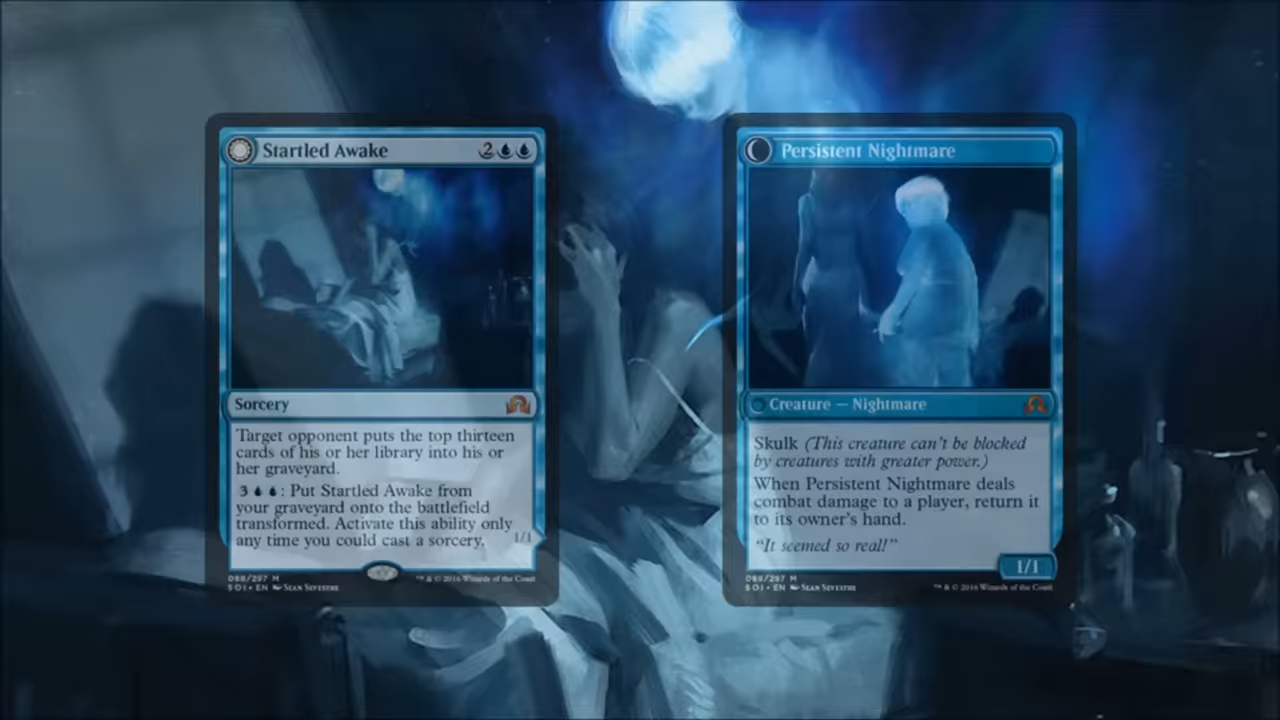 Startled Awake 2
Sorcery
Target opponent puts the top thirteen
cards of his or her library into his or
her graveyard.
3 : Put Startled Awake from
your graveyard onto the battlefield
transformed. Activate this ability only
any time you could cast a sorcery.
1/1
088/297 M
SOI • EN Sean Sevestre
™ & © 2016 Wizards of the Coast
Persistent Nightmare
Creature — Nightmare
Skulk (This creature can't be blocked
by creatures with greater power.)
When Persistent Nightmare deals
combat damage to a player, return it
to its owner's hand.
"It seemed so real!"
1/1
088/297 M
SOI • EN Sean Sevestre
™ & © 2016 Wizards of the Coast